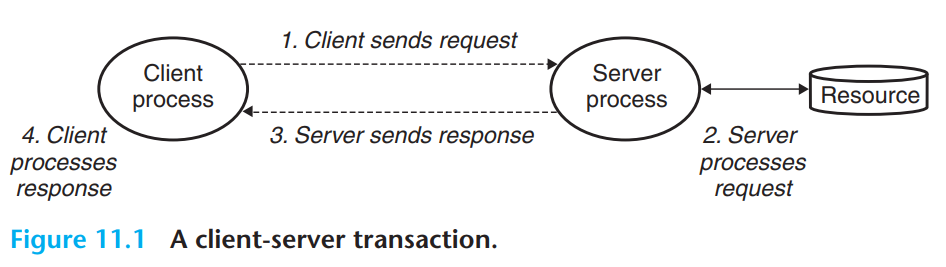 1. Client sends request
Client
process
Server
process
Resource
3. Server sends response
4. Client
processes
response
2. Server
processes
request
Figure 11.1 A client-server transaction.